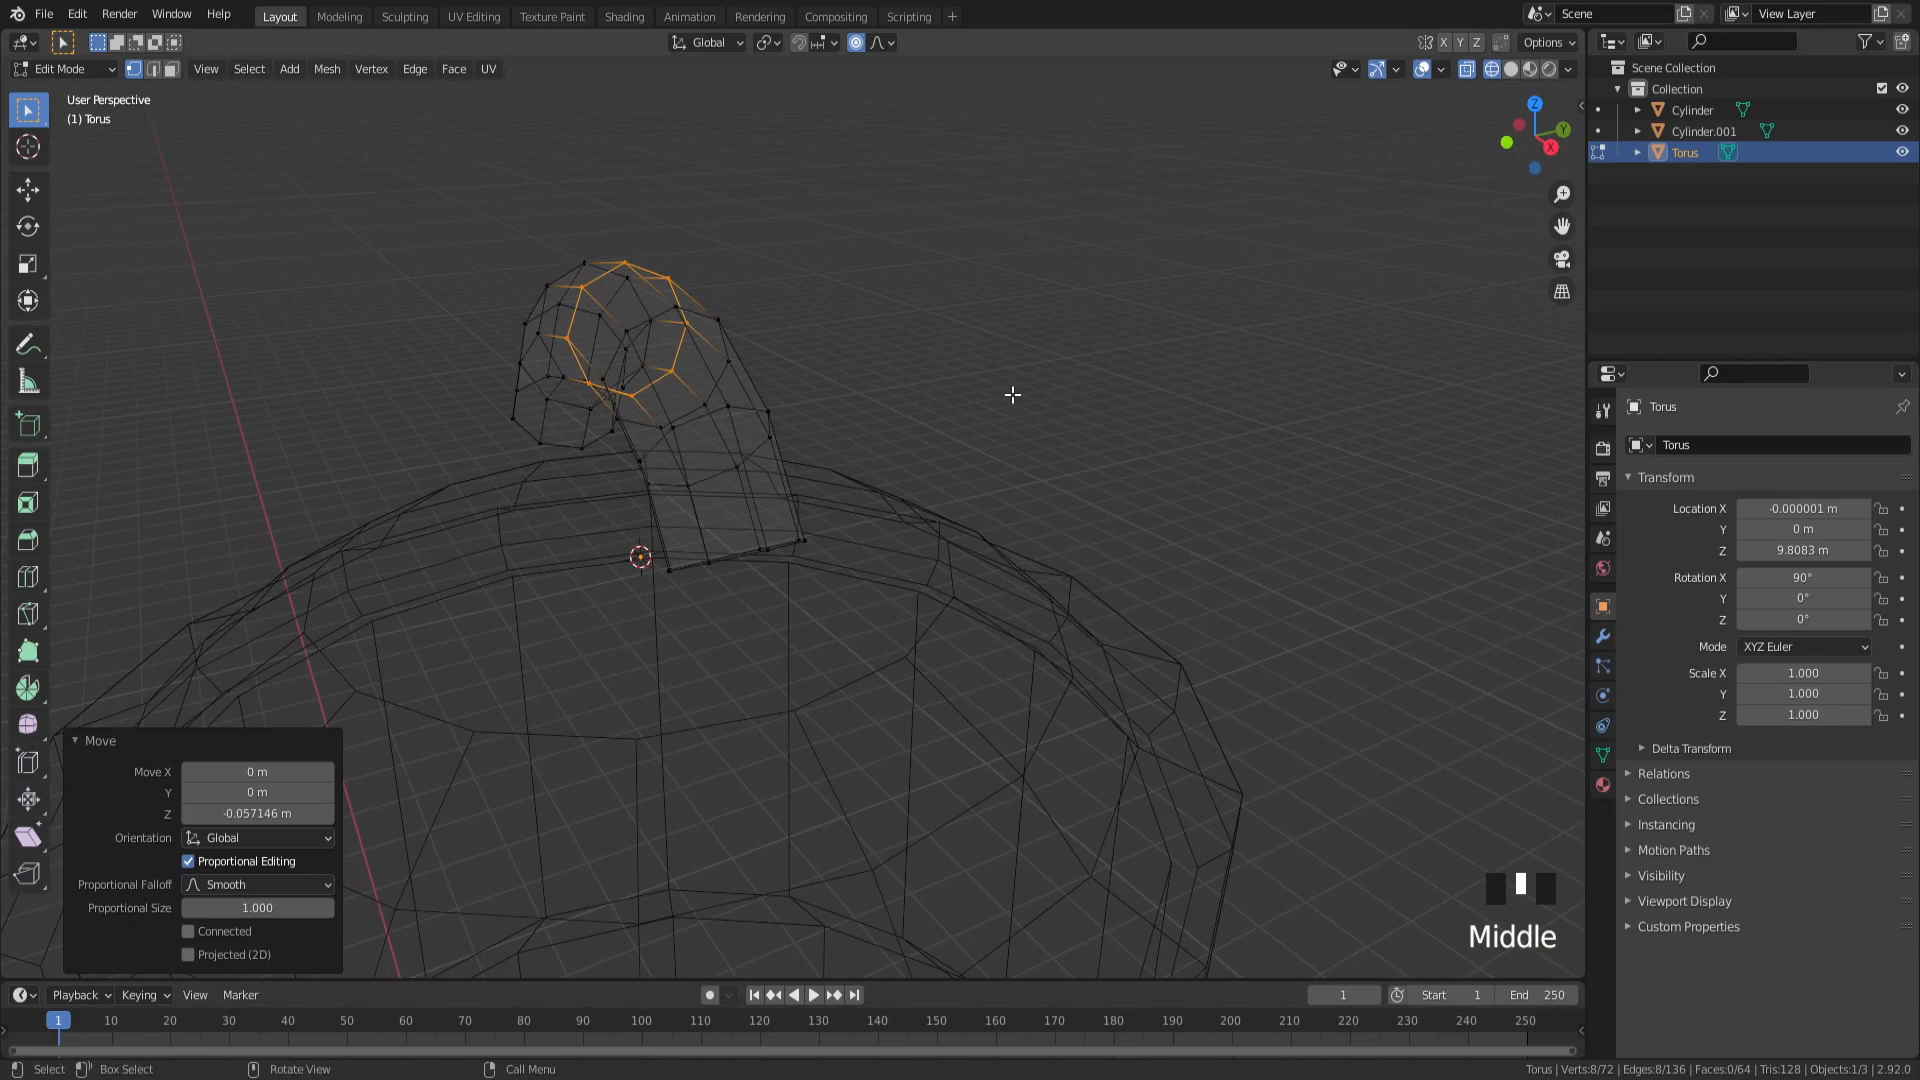 File Edit Render Window Help
Layout Modeling Sculpting UV Editing Texture Paint Shading Animation Rendering Compositing Scripting +
Scene
View Layer
Global
X Y Z
Options
Edit Mode
View Select Add Mesh Vertex Edge Face UV
User Perspective
(1) Torus
Z
Y
X
Scene Collection
Collection
Cylinder
Cylinder.001
Torus
Torus
Torus
Transform
Location X -0.000001 m
Y 0 m
Z 9.8083 m
Rotation X 90°
Y 0°
Z 0°
Mode XYZ Euler
Scale X 1.000
Y 1.000
Z 1.000
Delta Transform
Relations
Collections
Instancing
Motion Paths
Visibility
Viewport Display
Custom Properties
Move
Move X 0 m
Y 0 m
Z -0.057146 m
Orientation Global
Proportional Editing
Proportional Falloff Smooth
Proportional Size 1.000
Connected
Projected (2D)
Middle
Playback Keying View Marker
1
Start 1
End 250
1 10 20 30 40 50 60 70 80 90 100 110 120 130 140 150 160 170 180 190 200 210 220 230 240 250
Select Box Select Rotate View Call Menu
Torus | Verts:8/72 | Edges:8/136 | Faces:0/64 | Tris:128 | Objects:1/3 | 2.92.0